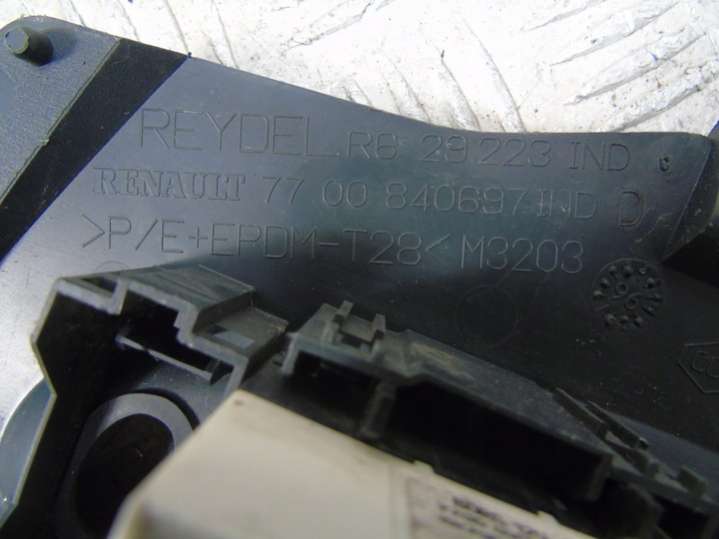 REYDEL R6 29.223 IND
RENAULT 77 00 840697 IND D
>P/E+EPDM-T28< M3203